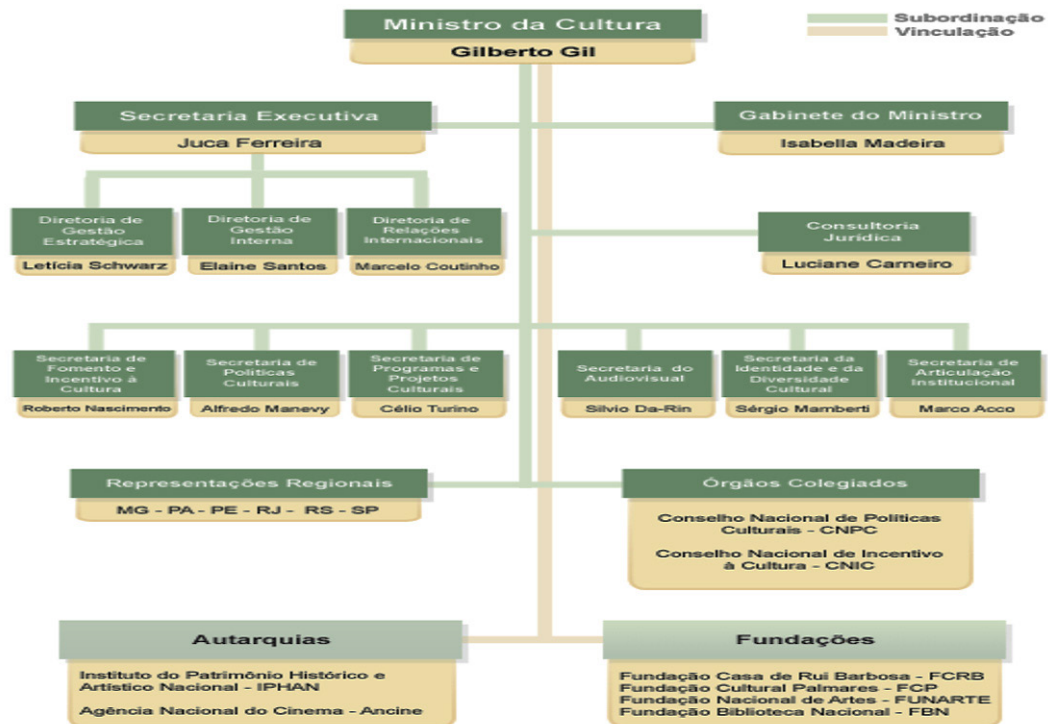 Ministro da Cultura
Gilberto Gil
Subordinação
Vinculação
Secretaria Executiva
Juca Ferreira
Gabinete do Ministro
Isabella Madeira
Diretoria de
Gestão
Estratégica
Letícia Schwarz
Diretoria de
Gestão
Interna
Elaine Santos
Diretoria de
Relações
Internacionais
Marcelo Coutinho
Consultoria
Jurídica
Luciane Carneiro
Secretaria de
Fomento e
Incentivo à
Cultura
Roberto Nascimento
Secretaria de
Políticas
Culturais
Alfredo Manevy
Secretaria de
Programas e
Projetos
Culturais
Célio Turino
Secretaria do
Audiovisual
Silvio Da-Rin
Secretaria da
Identidade e da
Diversidade
Cultural
Sérgio Mamberti
Secretaria de
Articulação
Institucional
Marco Acco
Representações Regionais
MG - PA - PE - RJ - RS - SP
Órgãos Colegiados
Conselho Nacional de Políticas
Culturais - CNPC
Conselho Nacional de Incentivo
à Cultura - CNIC
Autarquias
Instituto do Patrimônio Histórico e
Artístico Nacional - IPHAN
Agência Nacional do Cinema - Ancine
Fundações
Fundação Casa de Rui Barbosa - FCRB
Fundação Cultural Palmares - FCP
Fundação Nacional de Artes - FUNARTE
Fundação Biblioteca Nacional - FBN